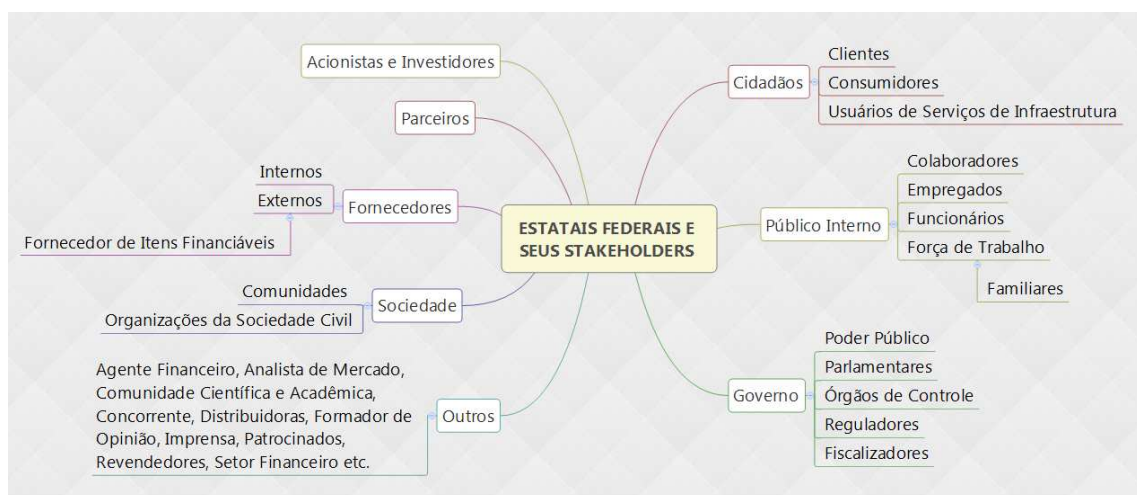 Acionistas e Investidores
Parceiros
Internos
Externos
Fornecedores
Fornecedor de Itens Financiáveis
Comunidades
Sociedade
Organizações da Sociedade Civil
Agente Financeiro, Analista de Mercado,
Comunidade Científica e Acadêmica,
Concorrente, Distribuidoras, Formador de
Opinião, Imprensa, Patrocinados,
Revendedores, Setor Financeiro etc.
Outros
ESTATAIS FEDERAIS E
SEUS STAKEHOLDERS
Cidadãos
Clientes
Consumidores
Usuários de Serviços de Infraestrutura
Público Interno
Colaboradores
Empregados
Funcionários
Força de Trabalho
Familiares
Governo
Poder Público
Parlamentares
Órgãos de Controle
Reguladores
Fiscalizadores